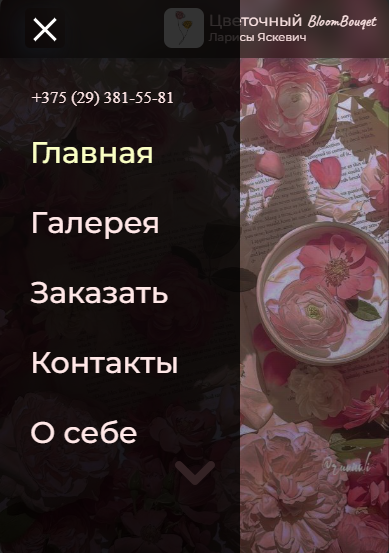 Цветочный BloomBouqet
Ларисы Яскевич
+375 (29) 381-55-81
Главная
Галерея
Заказать
Контакты
О себе